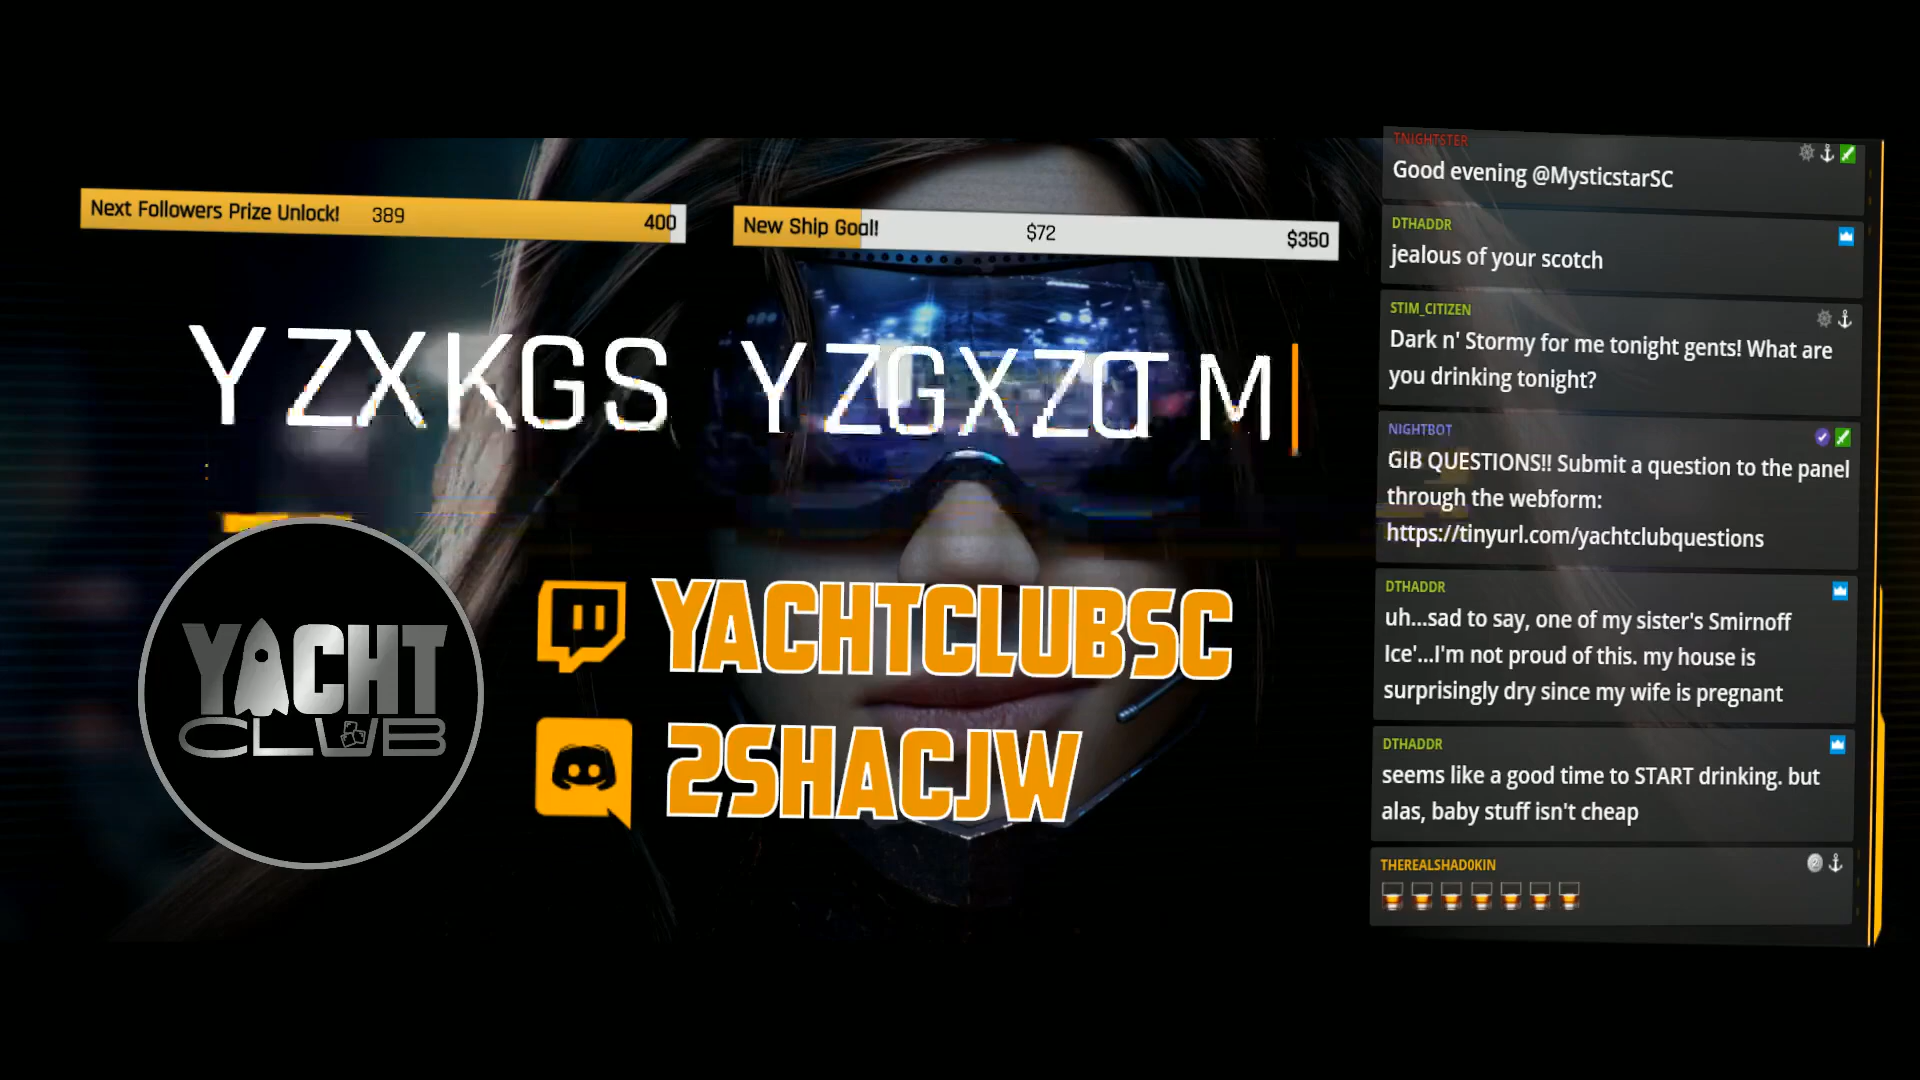 Next Followers Prize Unlock! 389 400
New Ship Goal! $72 $350
YZXKGS YZGXZOT M
YACHT
CLUB
YACHTCLUBSC
2SHACJW
TNIGHTSTER
Good evening @MysticstarSC
DTHADDR
jealous of your scotch
STIM_CITIZEN
Dark n' Stormy for me tonight gents! What are
you drinking tonight?
NIGHTBOT
GIB QUESTIONS!! Submit a question to the panel
through the webform:
https://tinyurl.com/yachtclubquestions
DTHADDR
uh...sad to say, one of my sister's Smirnoff
Ice'...I'm not proud of this. my house is
surprisingly dry since my wife is pregnant
DTHADDR
seems like a good time to START drinking. but
alas, baby stuff isn't cheap
THEREALSHAD0KIN